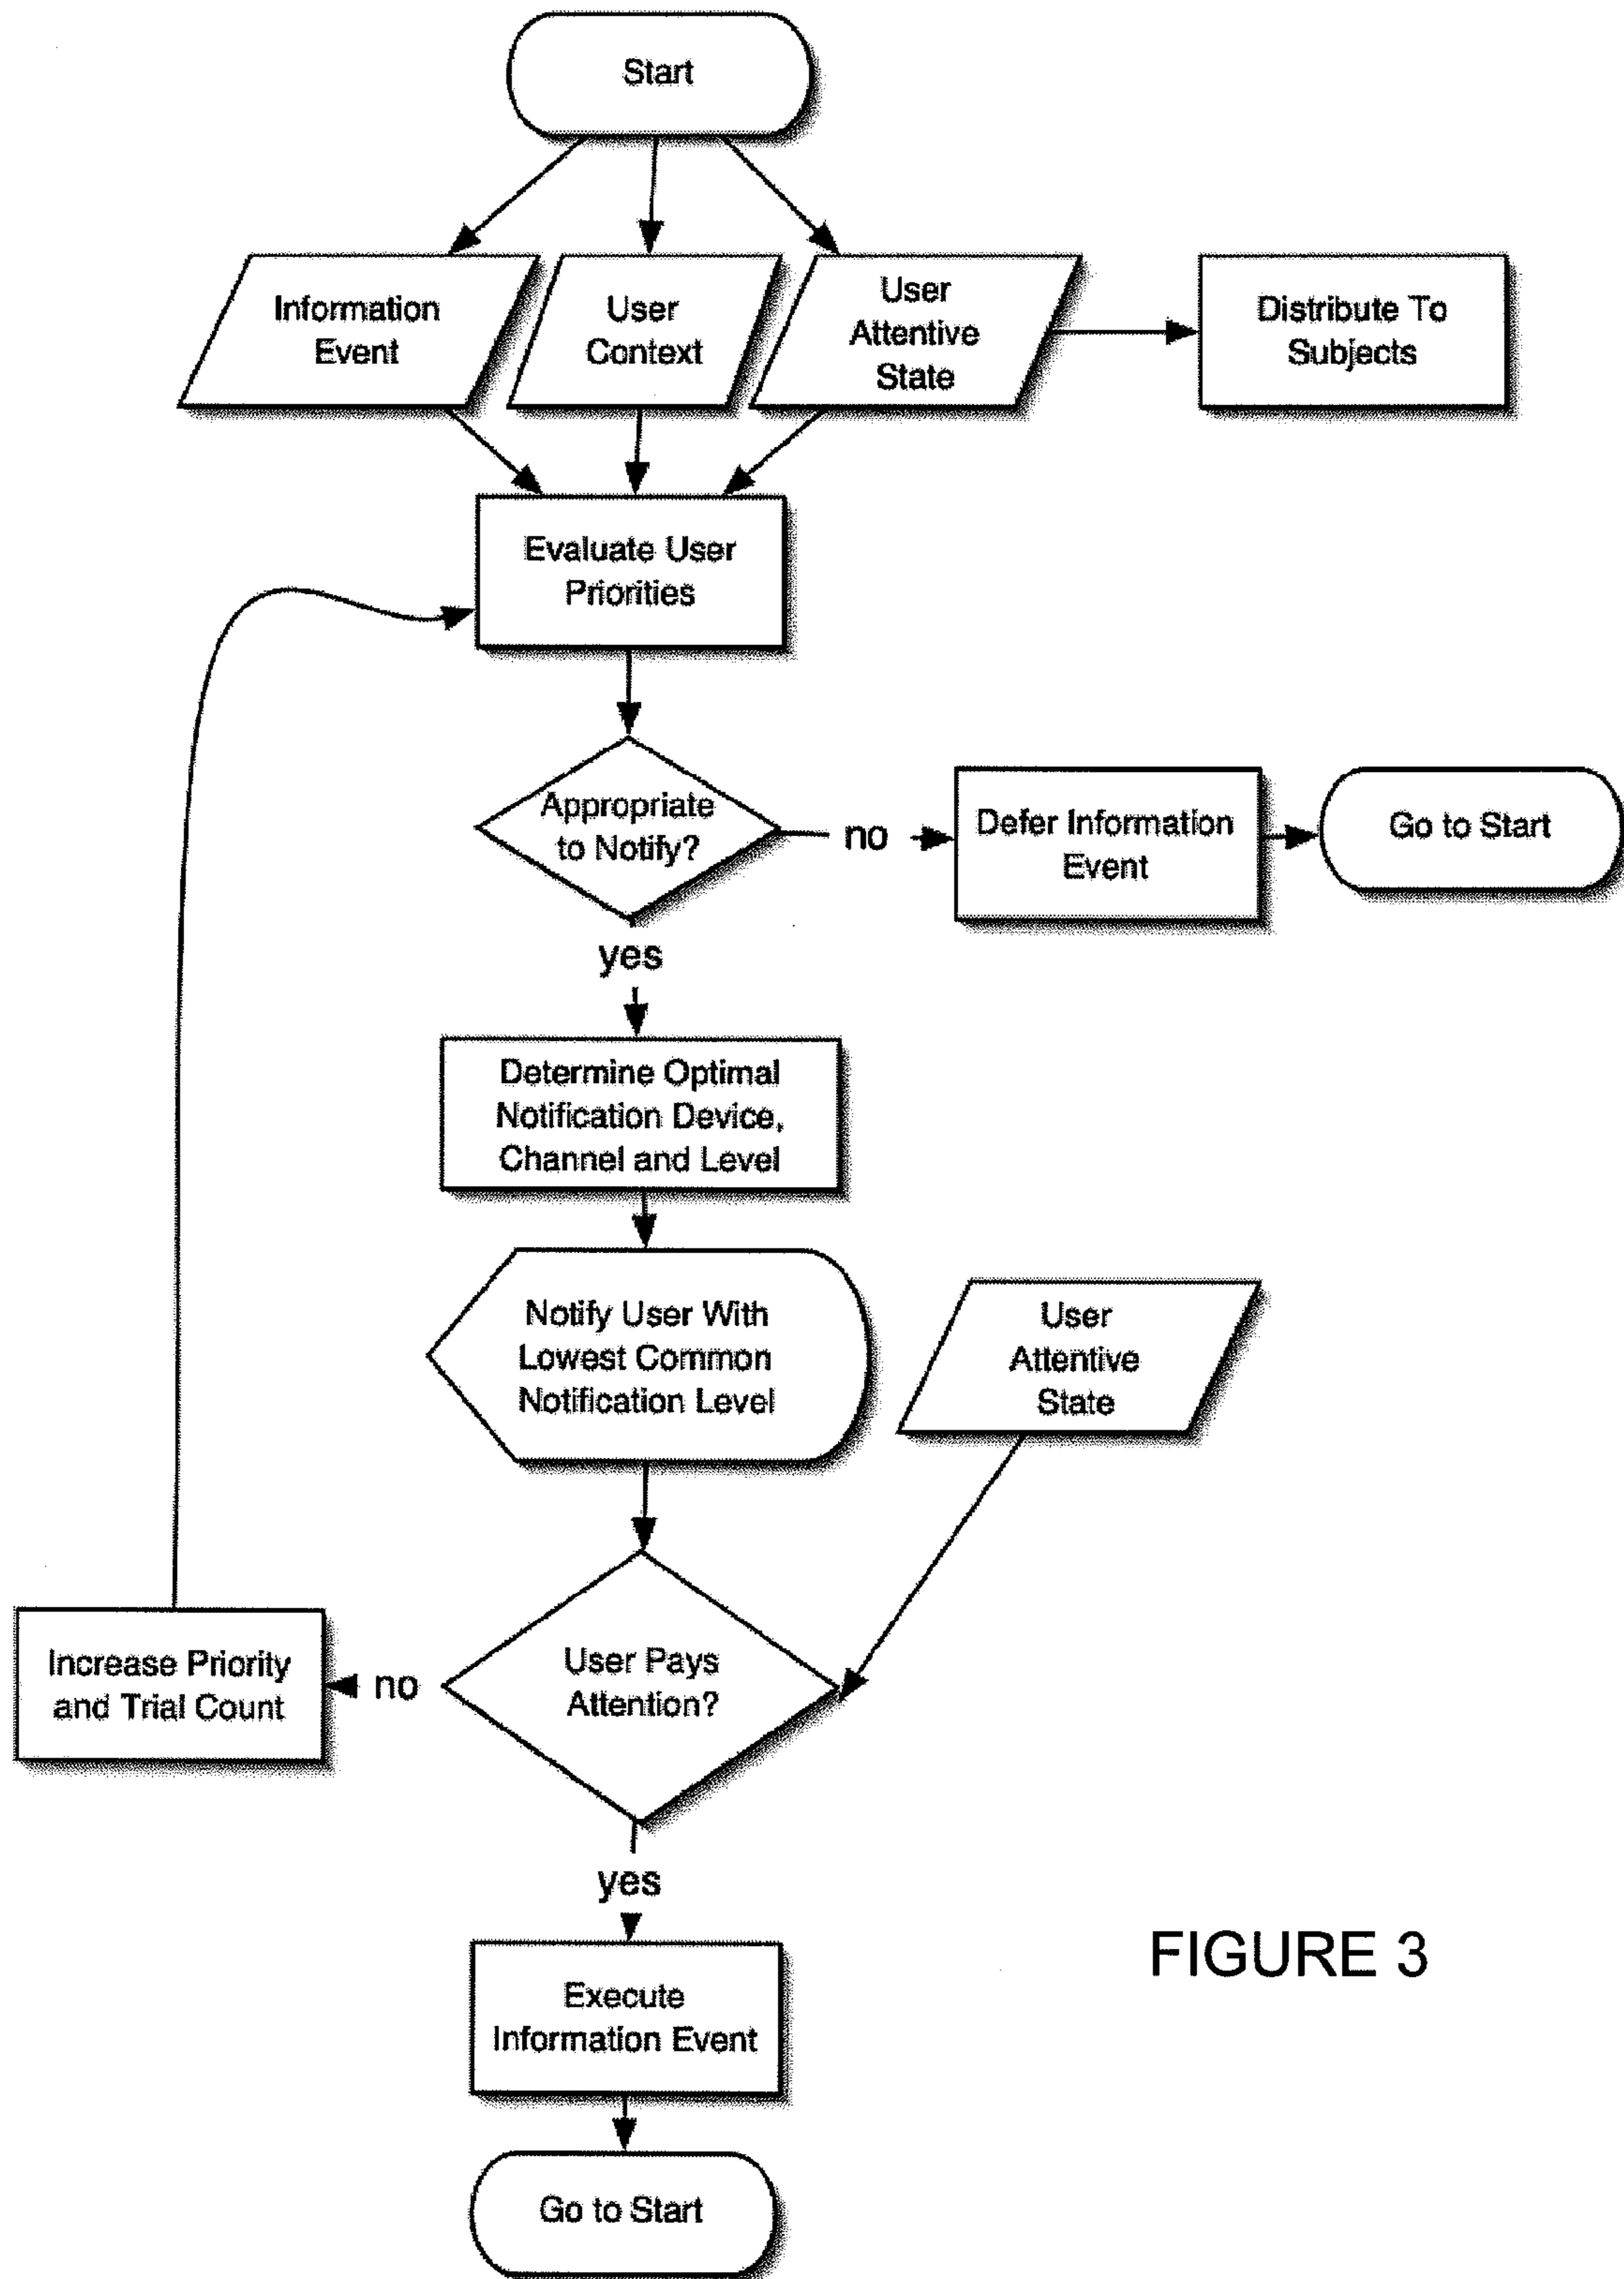 Start
Information
Event
User
Context
User
Attentive
State
Distribute To
Subjects
Evaluate User
Priorities
Appropriate
to Notify?
no
Defer Information
Event
Go to Start
yes
Determine Optimal
Notification Device,
Channel and Level
Notify User With
Lowest Common
Notification Level
User
Attentive
State
User Pays
Attention?
no
Increase Priority
and Trial Count
yes
Execute
Information Event
Go to Start
FIGURE 3